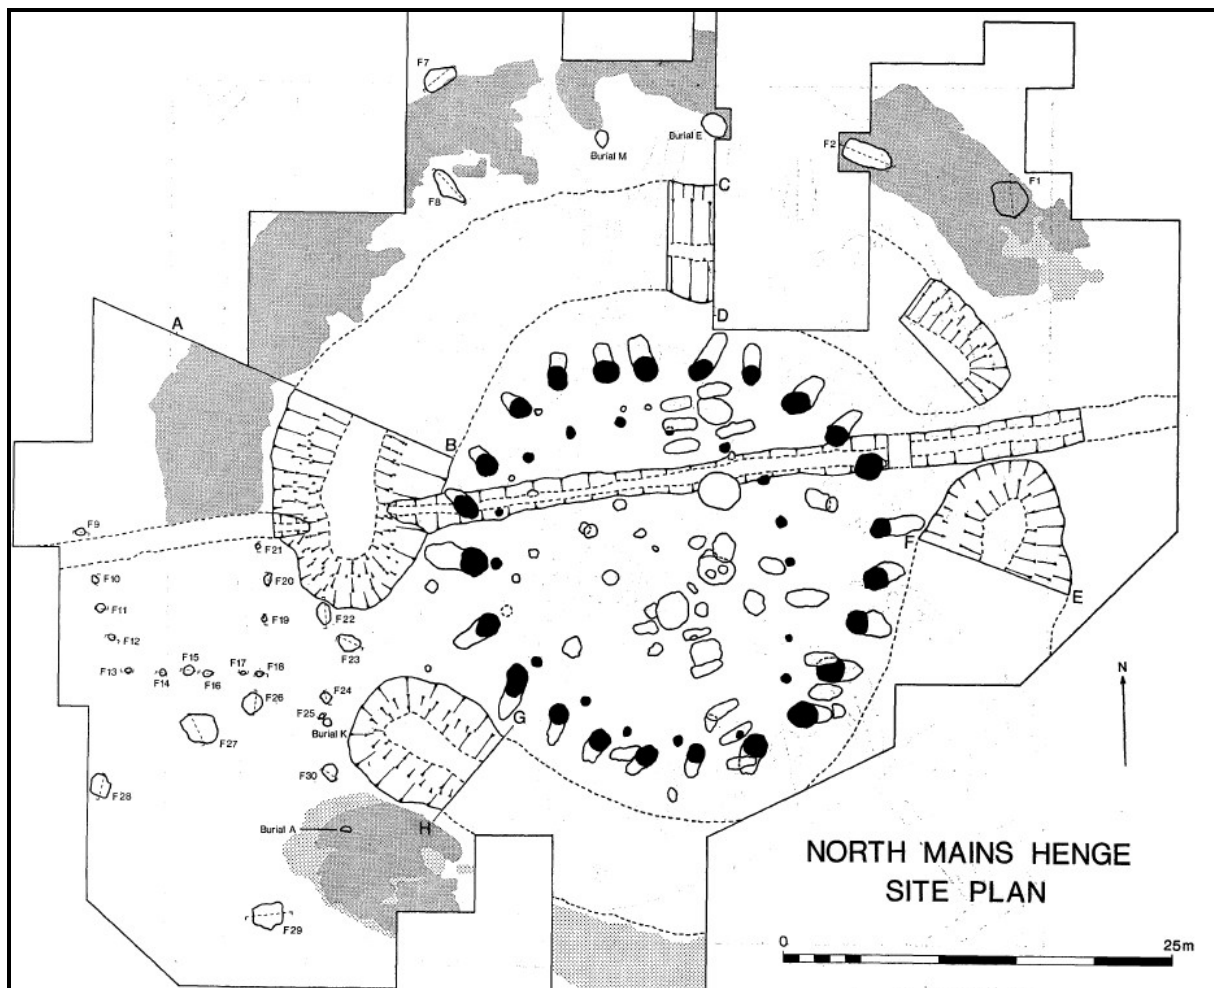 F7
Burial M
Burial E
F2
F1
F8
C
D
A
B
F9
F21
F10
F20
F11
F19
F22
F12
F23
F
E
F13
F14
F15
F16
F17
F18
F26
F24
F25
Burial K
G
N
F27
F30
F28
Burial A
H
F29
NORTH MAINS HENGE
SITE PLAN
0
25m